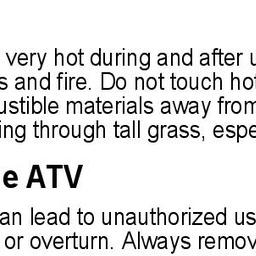 very hot during and after u
s and fire. Do not touch hot
ustible materials away from
ing through tall grass, espe
e ATV
an lead to unauthorized us
or overturn. Always remov